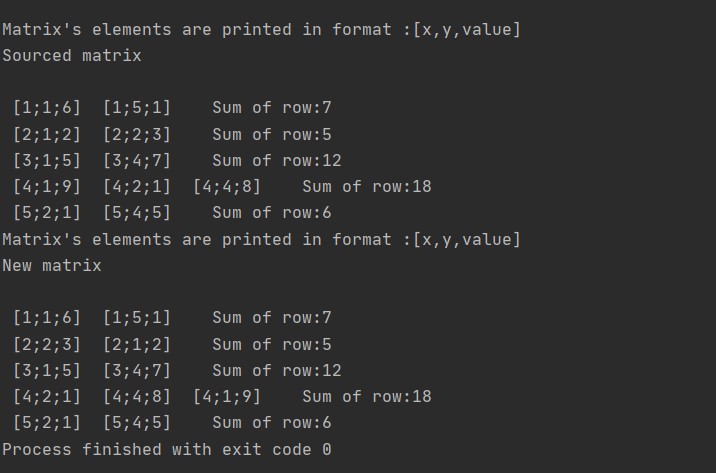 Matrix's elements are printed in format :[x,y,value]
Sourced matrix
[1;1;6]  [1;5;1]    Sum of row:7
[2;1;2]  [2;2;3]    Sum of row:5
[3;1;5]  [3;4;7]    Sum of row:12
[4;1;9]  [4;2;1]  [4;4;8]    Sum of row:18
[5;2;1]  [5;4;5]    Sum of row:6
Matrix's elements are printed in format :[x,y,value]
New matrix
[1;1;6]  [1;5;1]    Sum of row:7
[2;2;3]  [2;1;2]    Sum of row:5
[3;1;5]  [3;4;7]    Sum of row:12
[4;2;1]  [4;4;8]  [4;1;9]    Sum of row:18
[5;2;1]  [5;4;5]    Sum of row:6
Process finished with exit code 0